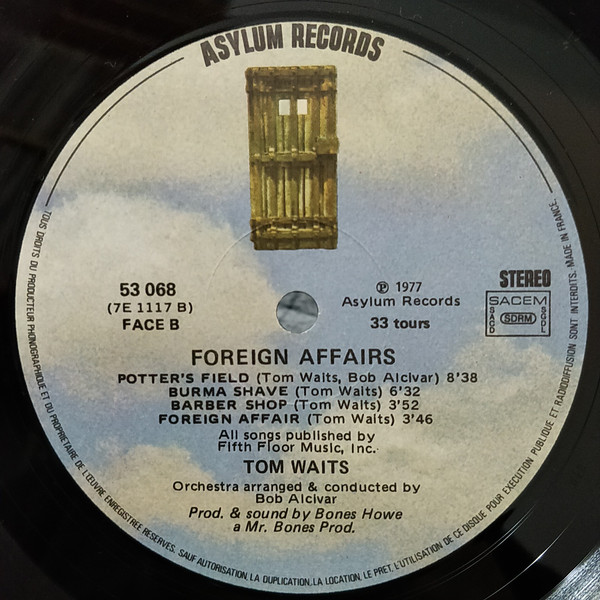 ASYLUM RECORDS
53 068
(7E 1117 B)
FACE B
℗ 1977
Asylum Records
33 tours
STEREO
SACEM
SACD
SDRM
SGDL
FOREIGN AFFAIRS
POTTER'S FIELD (Tom Waits, Bob Alcivar) 8'38
BURMA SHAVE (Tom Waits) 6'32
BARBER SHOP (Tom Waits) 3'52
FOREIGN AFFAIR (Tom Waits) 3'46
All songs published by
Fifth Floor Music, Inc.
TOM WAITS
Orchestra arranged & conducted by
Bob Alcivar
Prod. & sound by Bones Howe
a Mr. Bones Prod.
TOUS DROITS DU PRODUCTEUR PHONOGRAPHIQUE ET DU PROPRIETAIRE DE L'ŒUVRE ENREGISTREE RESERVES. SAUF AUTORISATION, LA DUPLICATION, LA LOCATION, LE PRET, L'UTILISATION DE CE DISQUE POUR EXECUTION PUBLIQUE ET RADIODIFFUSION SONT INTERDITS. MADE IN FRANCE.